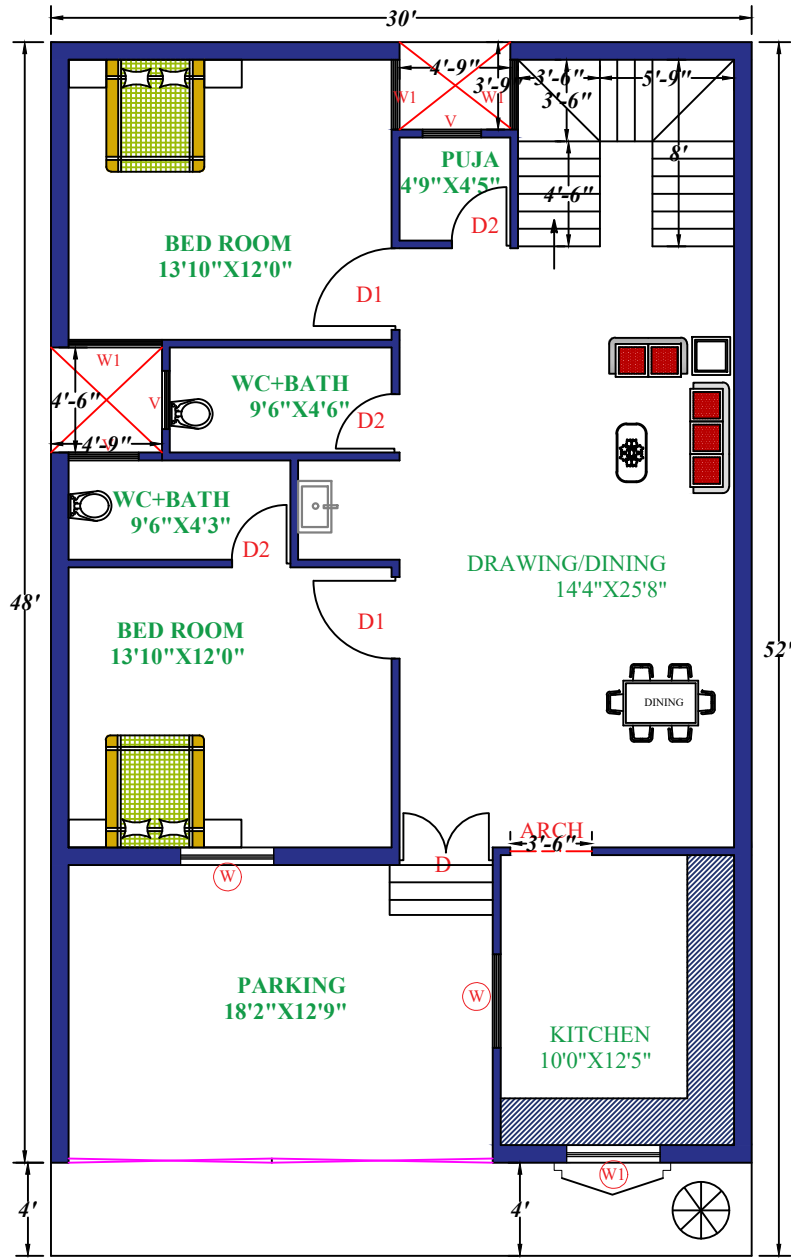 30'
4'-9"
3'-9"
3'-6"
5'-9"
3'-6"
W1
W1
V
8'
PUJA
4'9"X4'5"
4'-6"
D2
BED ROOM
13'10"X12'0"
D1
W1
WC+BATH
9'6"X4'6"
4'-6"
V
D2
4'-9"
V
WC+BATH
9'6"X4'3"
D2
DRAWING/DINING
14'4"X25'8"
48'
BED ROOM
13'10"X12'0"
D1
52'
DINING
ARCH
3'-6"
D
W
PARKING
18'2"X12'9"
W
KITCHEN
10'0"X12'5"
W1
4'
4'